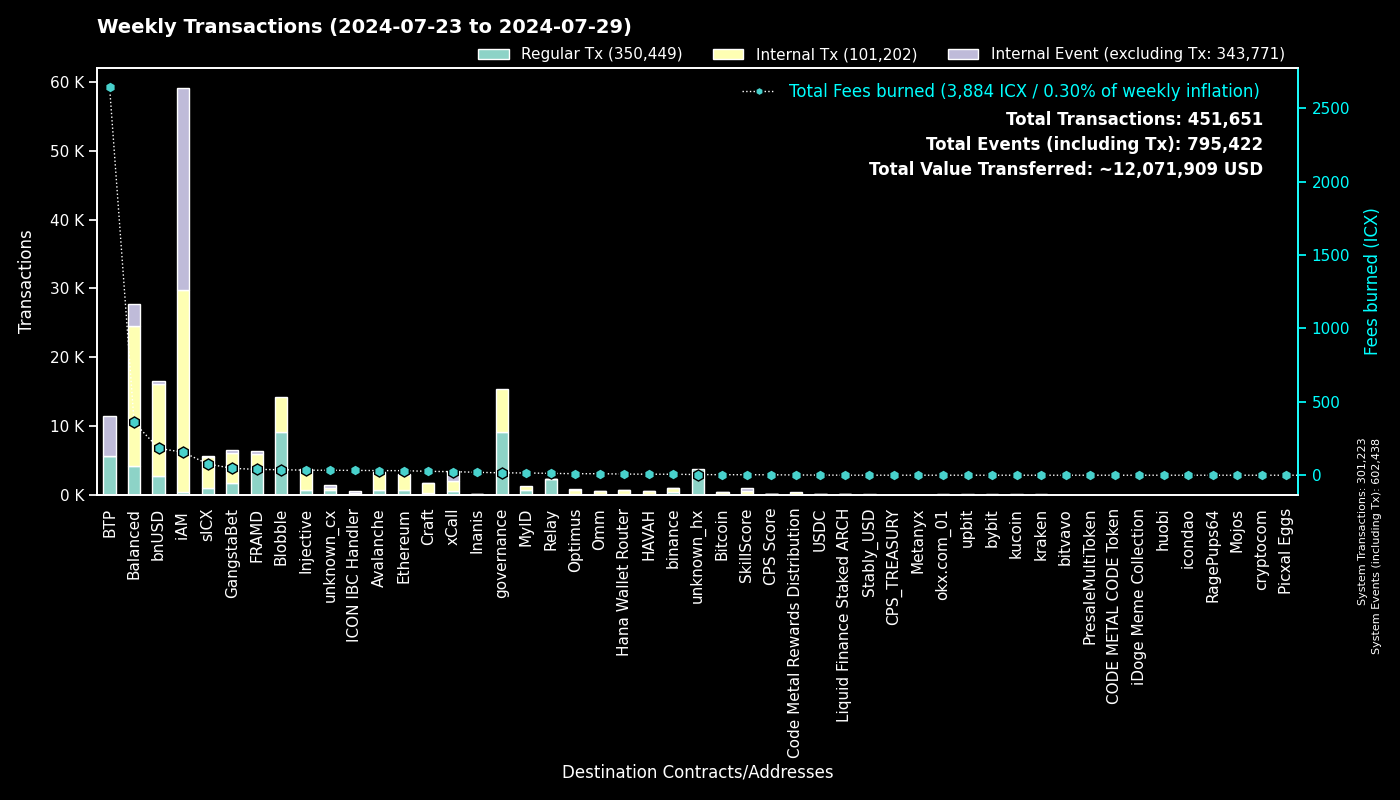 Weekly Transactions (2024-07-23 to 2024-07-29)
Regular Tx (350,449)
Internal Tx (101,202)
Internal Event (excluding Tx: 343,771)
Total Fees burned (3,884 ICX / 0.30% of weekly inflation)
Total Transactions: 451,651
Total Events (including Tx): 795,422
Total Value Transferred: ~12,071,909 USD
Transactions
60 K
50 K
40 K
30 K
20 K
10 K
0 K
2500
2000
1500
1000
500
0
Fees burned (ICX)
System Transactions: 301,223
System Events (including Tx): 602,438
BTP
Balanced
bnUSD
iAM
sICX
GangstaBet
FRAMD
Blobble
Injective
unknown_cx
ICON IBC Handler
Avalanche
Ethereum
Craft
xCall
Inanis
governance
MyID
Relay
Optimus
Omm
Hana Wallet Router
HAVAH
binance
unknown_hx
Bitcoin
SkillScore
CPS Score
Code Metal Rewards Distribution
USDC
Liquid Finance Staked ARCH
Stably_USD
CPS_TREASURY
Metanyx
okx.com_01
upbit
bybit
kucoin
kraken
bitvavo
PresaleMultiToken
CODE METAL CODE Token
iDoge Meme Collection
huobi
icondao
RagePups64
Mojos
cryptocom
Picxal Eggs
Destination Contracts/Addresses